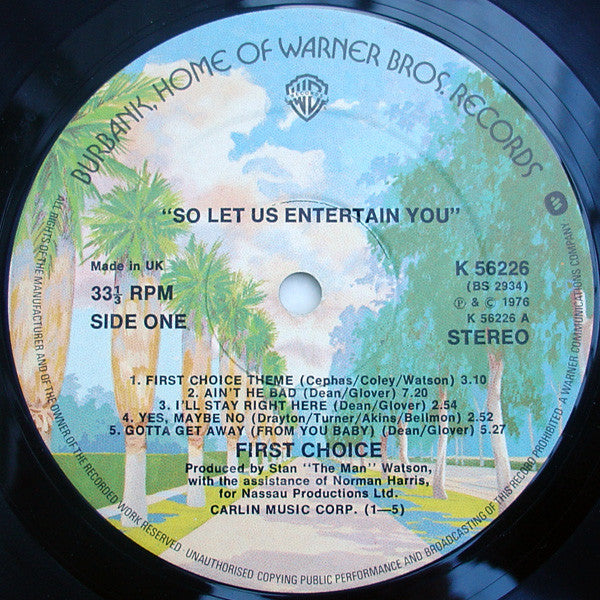 BURBANK, HOME OF WARNER BROS. RECORDS
"SO LET US ENTERTAIN YOU"
Made in UK
33⅓ RPM
SIDE ONE
K 56226
(BS 2934)
℗ & © 1976
K 56226 A
STEREO
1. FIRST CHOICE THEME (Cephas/Coley/Watson) 3.10
2. AIN'T HE BAD (Dean/Glover) 7.20
3. I'LL STAY RIGHT HERE (Dean/Glover) 2.54
4. YES, MAYBE NO (Drayton/Turner/Akins/Bellmon) 2.52
5. GOTTA GET AWAY (FROM YOU BABY) (Dean/Glover) 5.27
FIRST CHOICE
Produced by Stan "The Man" Watson,
with the assistance of Norman Harris,
for Nassau Productions Ltd.
CARLIN MUSIC CORP. (1—5)
ALL RIGHTS OF THE MANUFACTURER AND OF THE OWNER OF THE RECORDED WORK RESERVED. UNAUTHORISED COPYING PUBLIC PERFORMANCE AND BROADCASTING OF THIS RECORD PROHIBITED. A WARNER COMMUNICATIONS COMPANY.